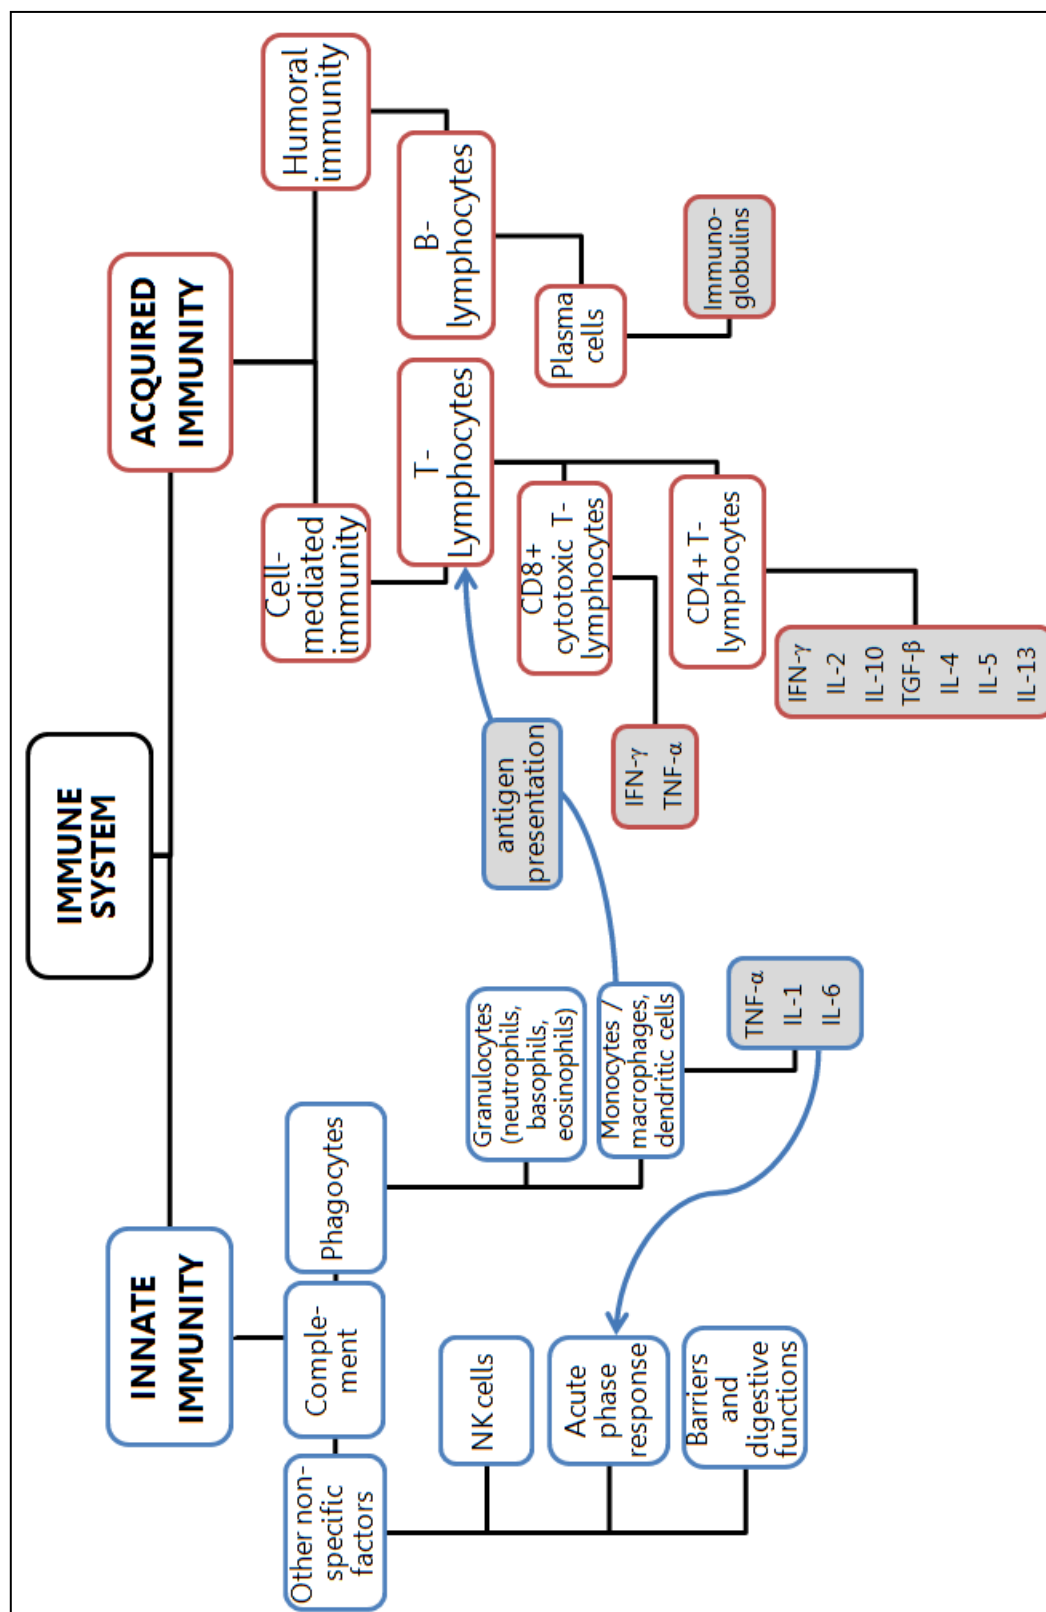 IMMUNE
SYSTEM
INNATE
IMMUNITY
ACQUIRED
IMMUNITY
Other non-
specific
factors
Comple-
ment
Phagocytes
Cell-
mediated
immunity
Humoral
immunity
NK cells
Acute
phase
response
Barriers
and
digestive
functions
Granulocytes
(neutrophils,
basophils,
eosinophils)
Monocytes /
macrophages,
dendritic cells
TNF-α
IL-1
IL-6
antigen
presentation
T-
Lymphocytes
B-
lymphocytes
CD8+
cytotoxic T-
lymphocytes
IFN-γ
TNF-α
CD4+ T-
lymphocytes
IFN-γ
IL-2
IL-10
TGF-β
IL-4
IL-5
IL-13
Plasma
cells
Immuno-
globulins